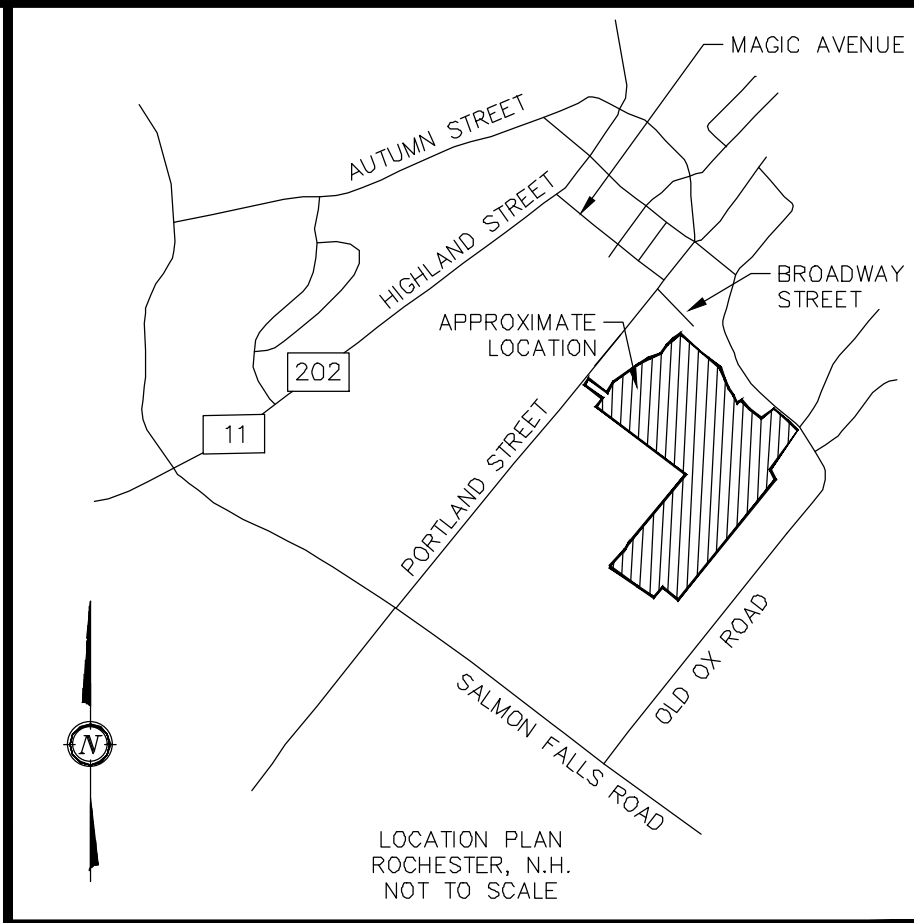 MAGIC AVENUE
AUTUMN STREET
HIGHLAND STREET
BROADWAY
STREET
APPROXIMATE
LOCATION
202
11
PORTLAND STREET
OLD OX ROAD
SALMON FALLS ROAD
N
LOCATION PLAN
ROCHESTER, N.H.
NOT TO SCALE